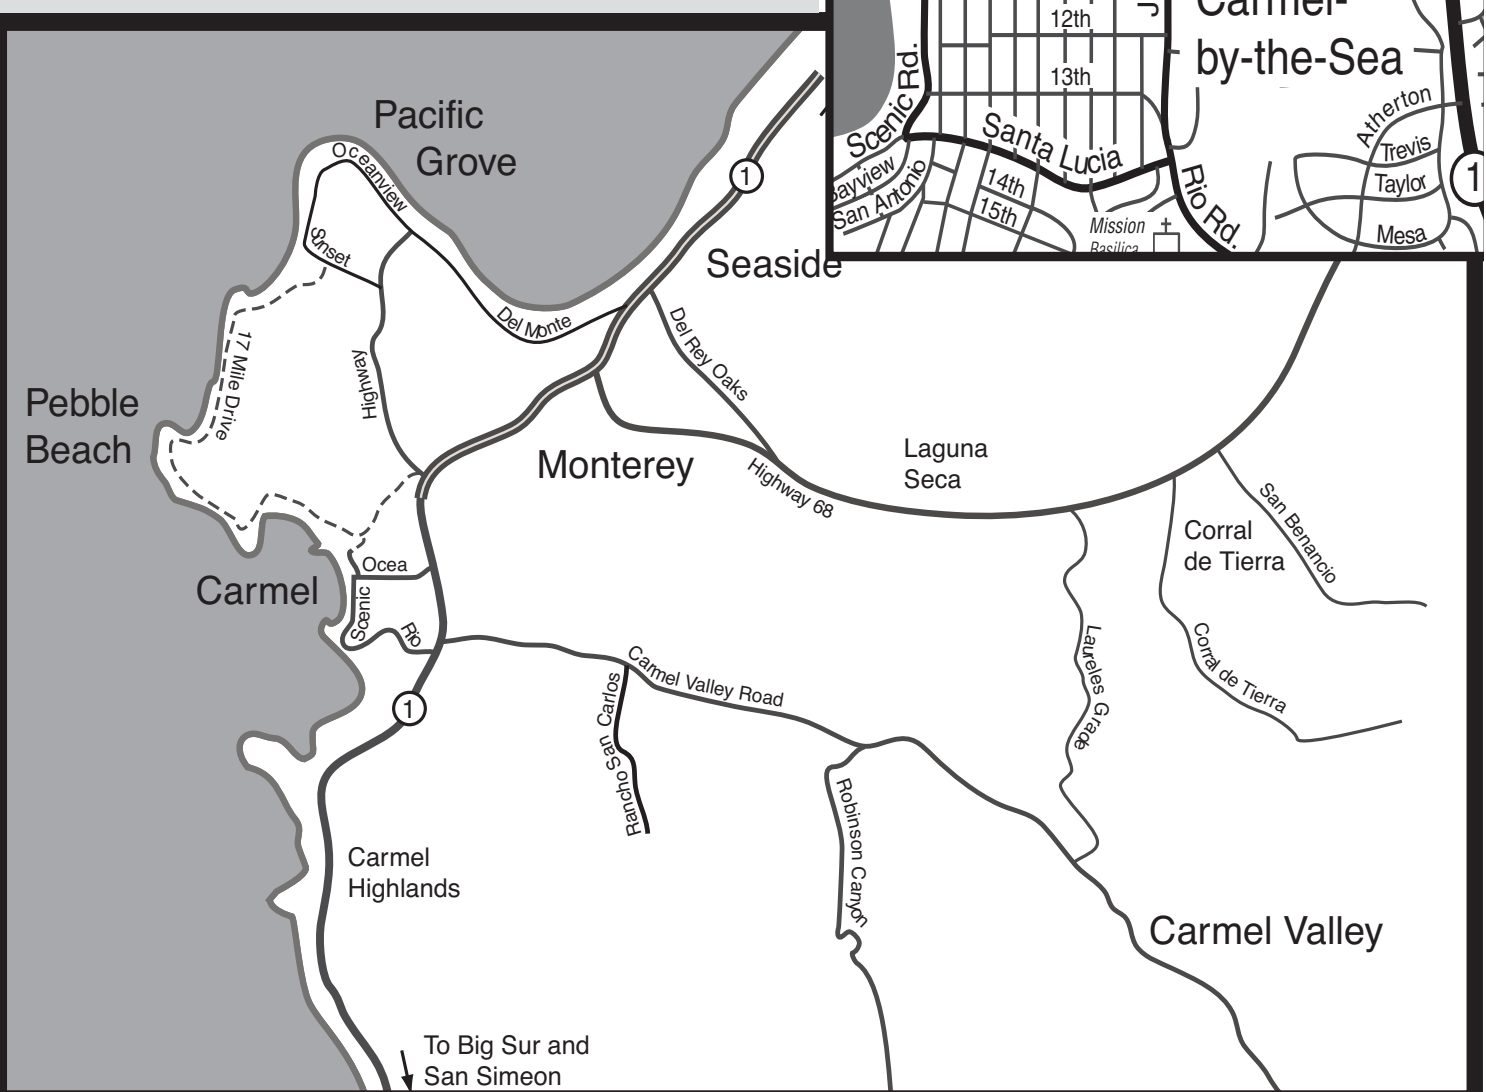 12th
Carmel-
by-the-Sea
13th
Scenic Rd.
Santa Lucia
Atherton
Trevis
Taylor
1
Mesa
San Antonio
14th
15th
Rio Rd.
Mission
Basilica
J
Bayview
Pacific
Grove
Oceanview
Sunset
1
Seaside
Del Monte
Del Rey Oaks
17 Mile Drive
Highway
Pebble
Beach
Monterey
Highway 68
Laguna
Seca
San Benancio
Corral
de Tierra
Corral de Tierra
Carmel
Ocea
Scenic
Rio
Carmel Valley Road
Rancho San Carlos
Laureles Grade
1
Robinson Canyon
Carmel
Highlands
Carmel Valley
To Big Sur and
San Simeon